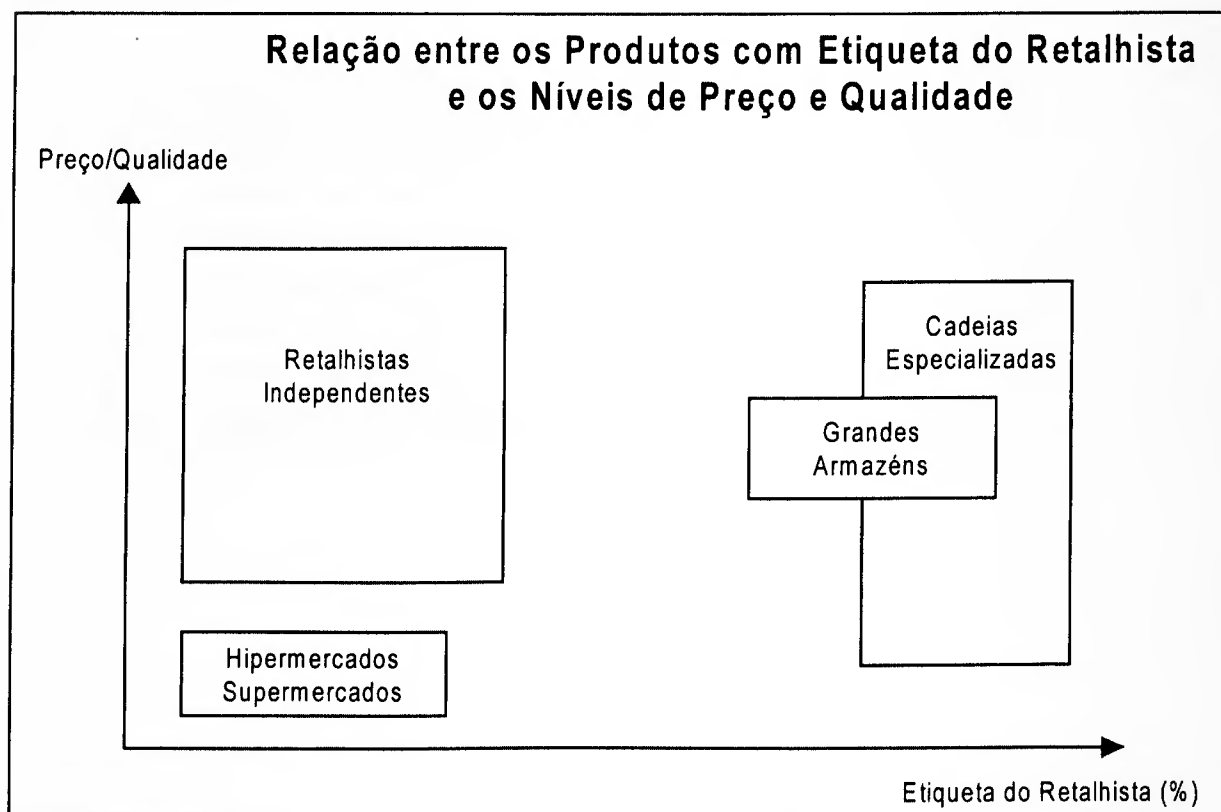 Relação entre os Produtos com Etiqueta do Retalhista
e os Níveis de Preço e Qualidade
Preço/Qualidade
Retalhistas
Independentes
Cadeias
Especializadas
Grandes
Armazéns
Hipermercados
Supermercados
Etiqueta do Retalhista (%)